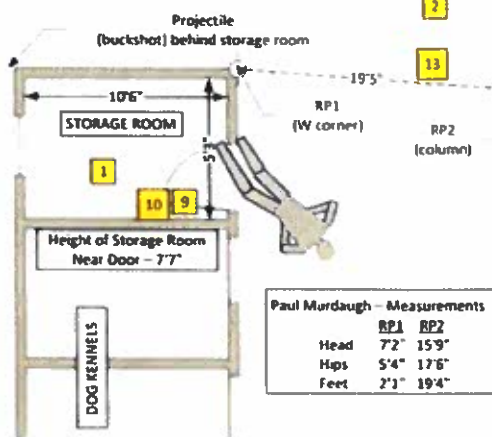 Projectile
(buckshot) behind storage room
2
13
19'5"
10'6"
RP1
(W corner)
RP2
(column)
STORAGE ROOM
5'3"
1
10
9
Height of Storage Room
Near Door – 7'7"
DOG KENNELS
Paul Murdaugh – Measurements
RP1 RP2
Head 7'2" 15'9"
Hips 5'4" 17'6"
Feet 2'1" 19'4"